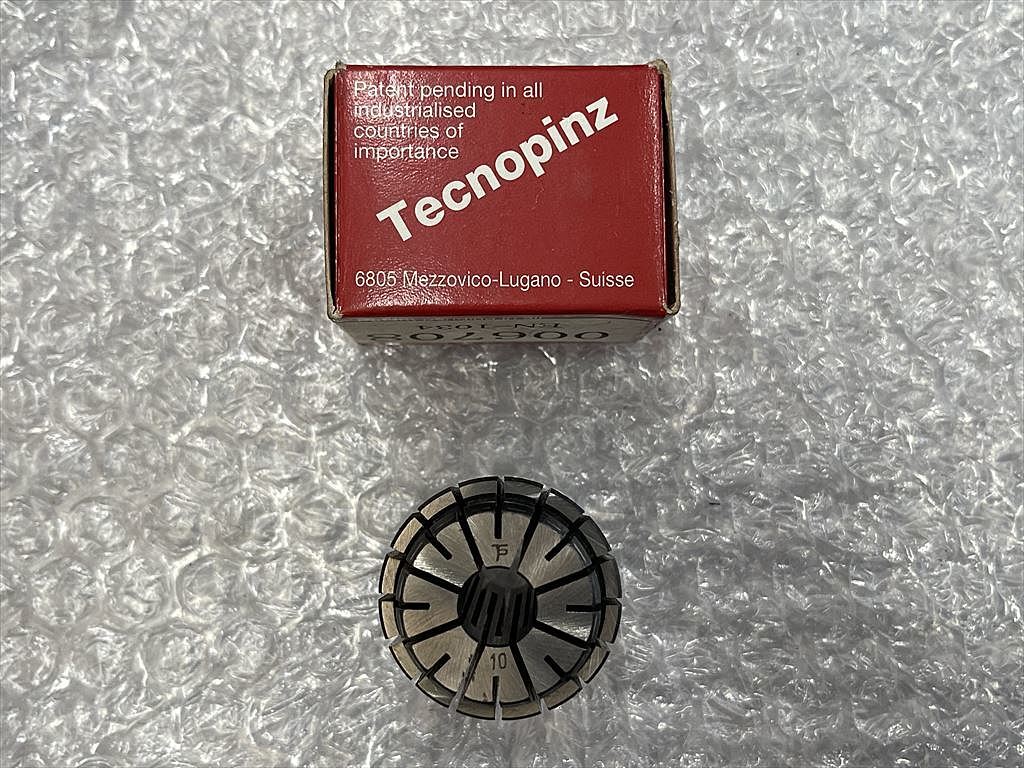 Patent pending in all
industrialised
countries of
importance
Tecnopinz
6805 Mezzovico-Lugano - Suisse
10